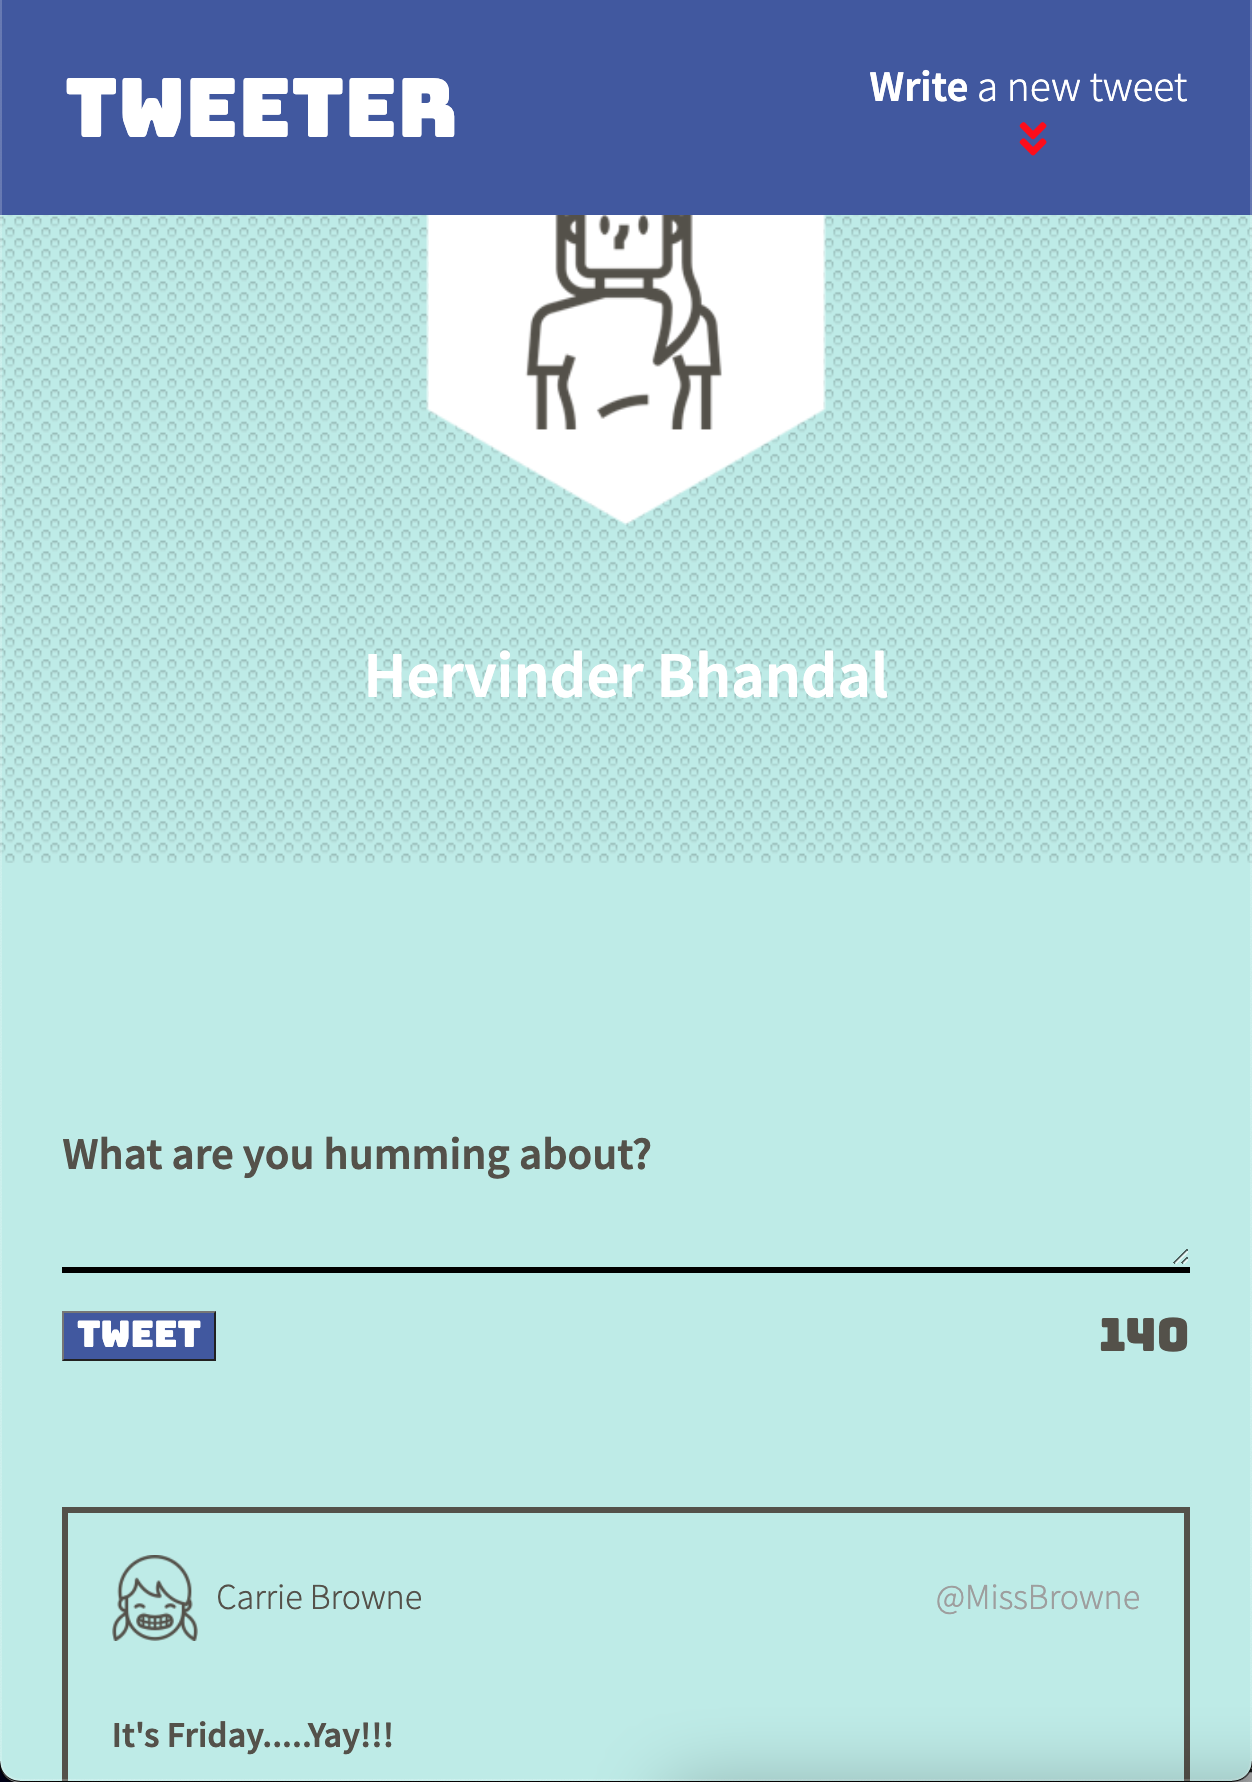 TWEETER
Write a new tweet
Hervinder Bhandal
What are you humming about?
TWEET
140
Carrie Browne
@MissBrowne
It's Friday.....Yay!!!